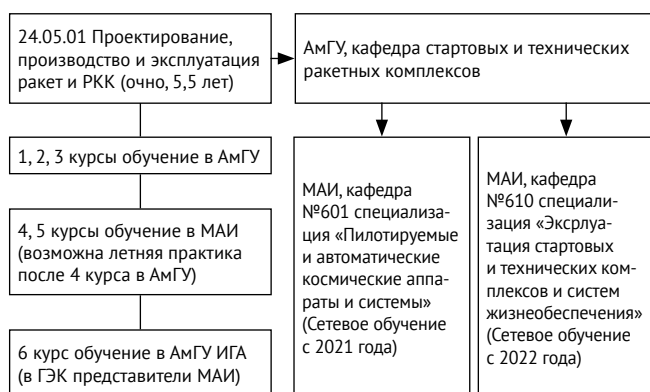 24.05.01 Проектирование,
производство и эксплуатация
ракет и РКК (очно, 5,5 лет)
АмГУ, кафедра стартовых и технических
ракетных комплексов
1, 2, 3 курсы обучение в АмГУ
4, 5 курсы обучение в МАИ
(возможна летняя практика
после 4 курса в АмГУ)
6 курс обучение в АмГУ ИГА
(в ГЭК представители МАИ)
МАИ, кафедра
№601 специализа-
ция «Пилотируемые
и автоматические
космические аппа-
раты и системы»
(Сетевое обучение
с 2021 года)
МАИ, кафедра
№610 специали-
зация «Эксрлуа-
тация стартовых
и технических ком-
плексов и систем
жизнеобеспечения»
(Сетевое обучение
с 2022 года)